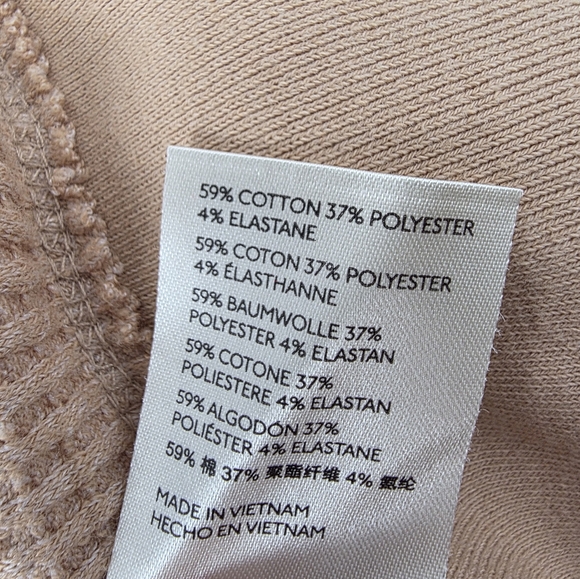 59% COTTON 37% POLYESTER
4% ELASTANE
59% COTON 37% POLYESTER
4% ÉLASTHANNE
59% BAUMWOLLE 37%
POLYESTER 4% ELASTAN
59% COTONE 37%
POLIESTERE 4% ELASTAN
59% ALGODÓN 37%
POLIÉSTER 4% ELASTANE
59% 棉 37% 聚酯纤维 4% 氨纶
MADE IN VIETNAM
HECHO EN VIETNAM